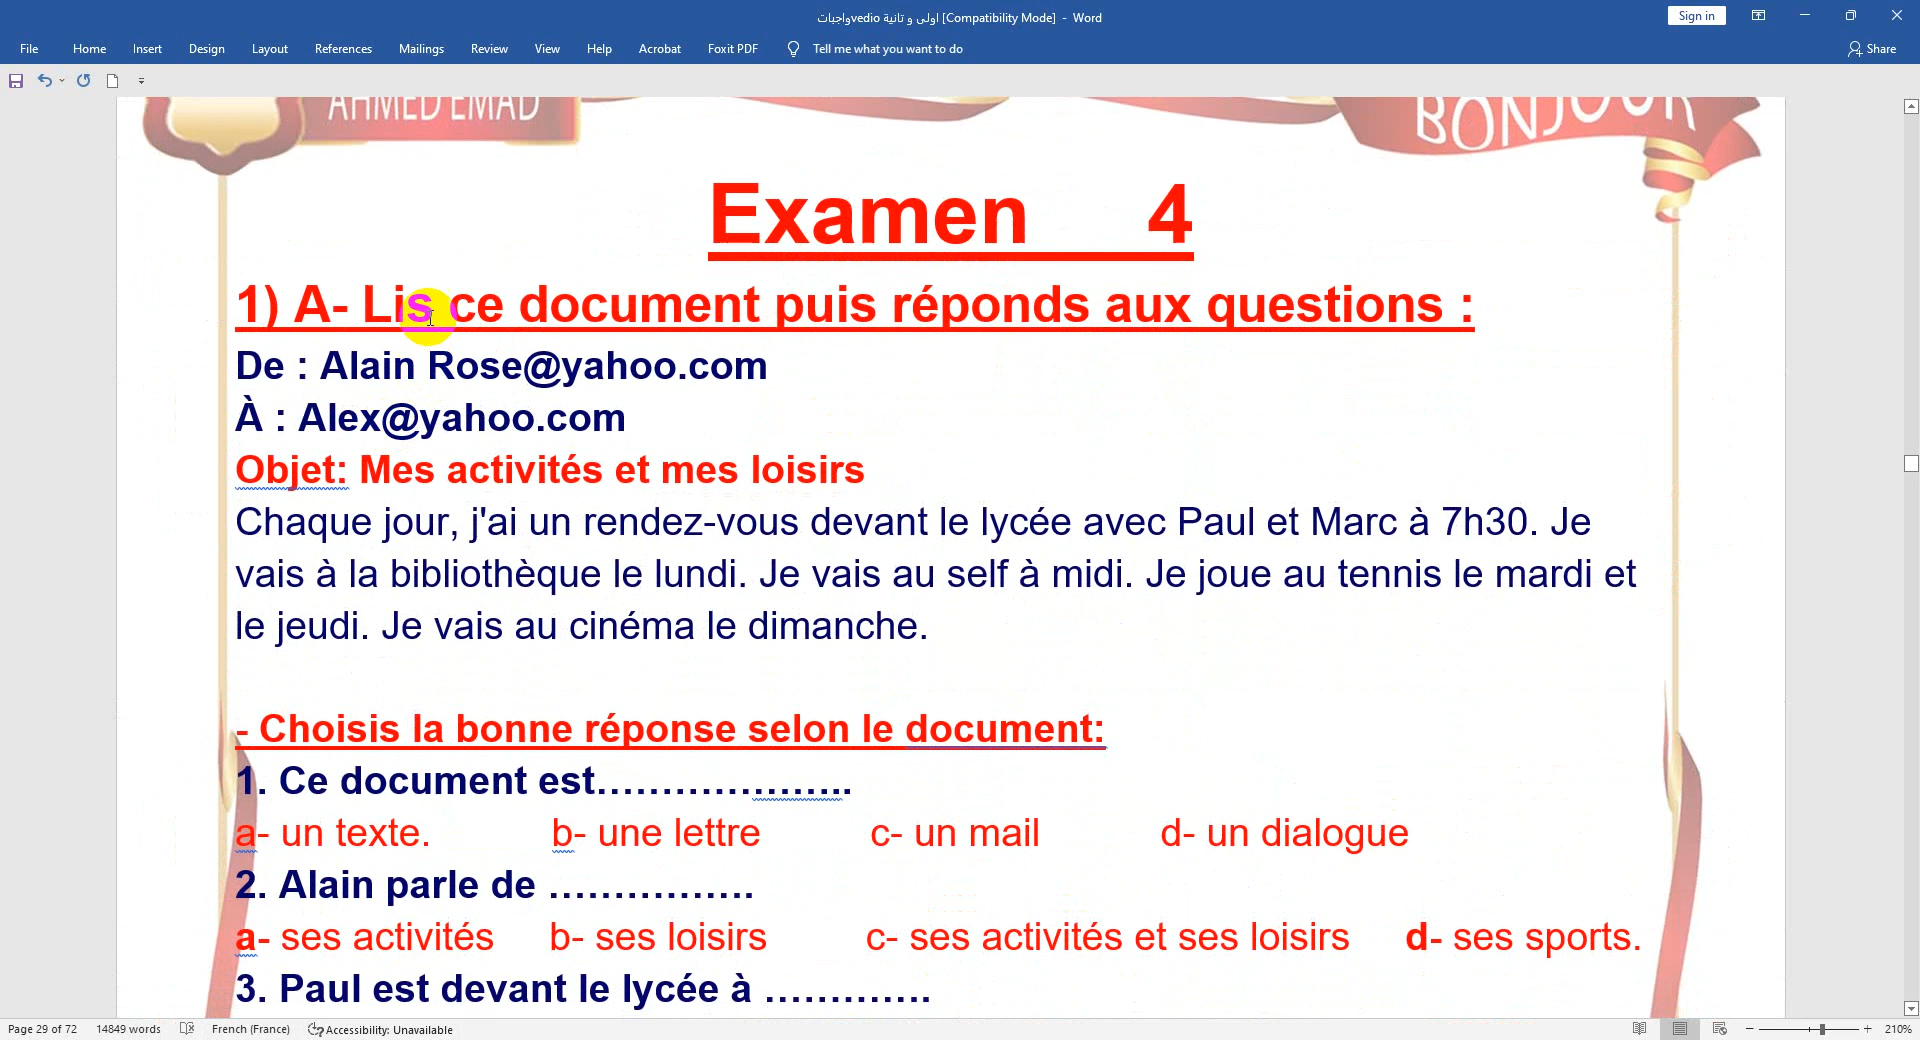 واجباتvedio اولى و تانية [Compatibility Mode] - Word
Sign in
File Home Insert Design Layout References Mailings Review View Help Acrobat Foxit PDF Tell me what you want to do Share
AHMED EMAD
BONJOUR
Examen 4
1) A- Lis ce document puis réponds aux questions :
De : Alain Rose@yahoo.com
À : Alex@yahoo.com
Objet: Mes activités et mes loisirs
Chaque jour, j'ai un rendez-vous devant le lycée avec Paul et Marc à 7h30. Je
vais à la bibliothèque le lundi. Je vais au self à midi. Je joue au tennis le mardi et
le jeudi. Je vais au cinéma le dimanche.
- Choisis la bonne réponse selon le document:
1. Ce document est………………..
a- un texte. b- une lettre c- un mail d- un dialogue
2. Alain parle de …………….
a- ses activités b- ses loisirs c- ses activités et ses loisirs d- ses sports.
3. Paul est devant le lycée à ………….
Page 29 of 72 14849 words French (France) Accessibility: Unavailable 210%